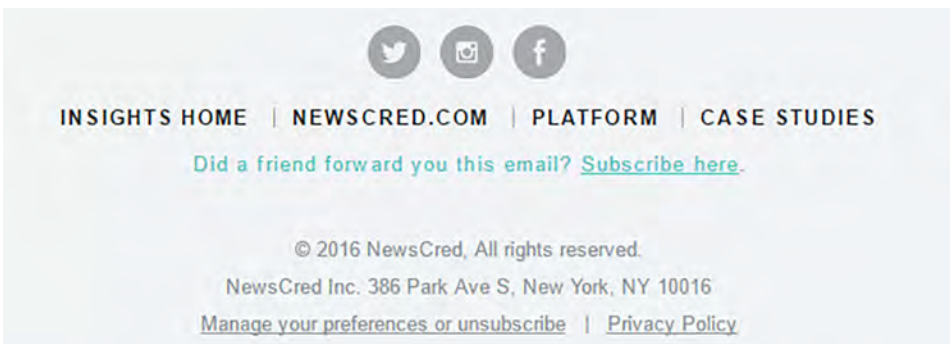 INSIGHTS HOME | NEWSCRED.COM | PLATFORM | CASE STUDIES
Did a friend forward you this email? Subscribe here.
© 2016 NewsCred, All rights reserved.
NewsCred Inc. 386 Park Ave S, New York, NY 10016
Manage your preferences or unsubscribe | Privacy Policy